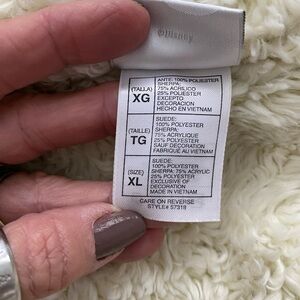 ©Disney
(TALLA)
XG
ANTE: 100% POLIESTER
SHERPA:
75% ACRILICO
25% POLIESTER
EXCEPTO
DECORACION
HECHO EN VIETNAM
(TAILLE)
TG
SUEDE:
100% POLYESTER
SHERPA:
75% ACRYLIQUE
25% POLYESTER
SAUF DECORATION
FABRIQUÉ AU VIETNAM
(SIZE)
XL
SUEDE:
100% POLYESTER
SHERPA: 75% ACRYLIC
25% POLYESTER
EXCLUSIVE OF
DECORATION
MADE IN VIETNAM
CARE ON REVERSE
STYLE# 57318